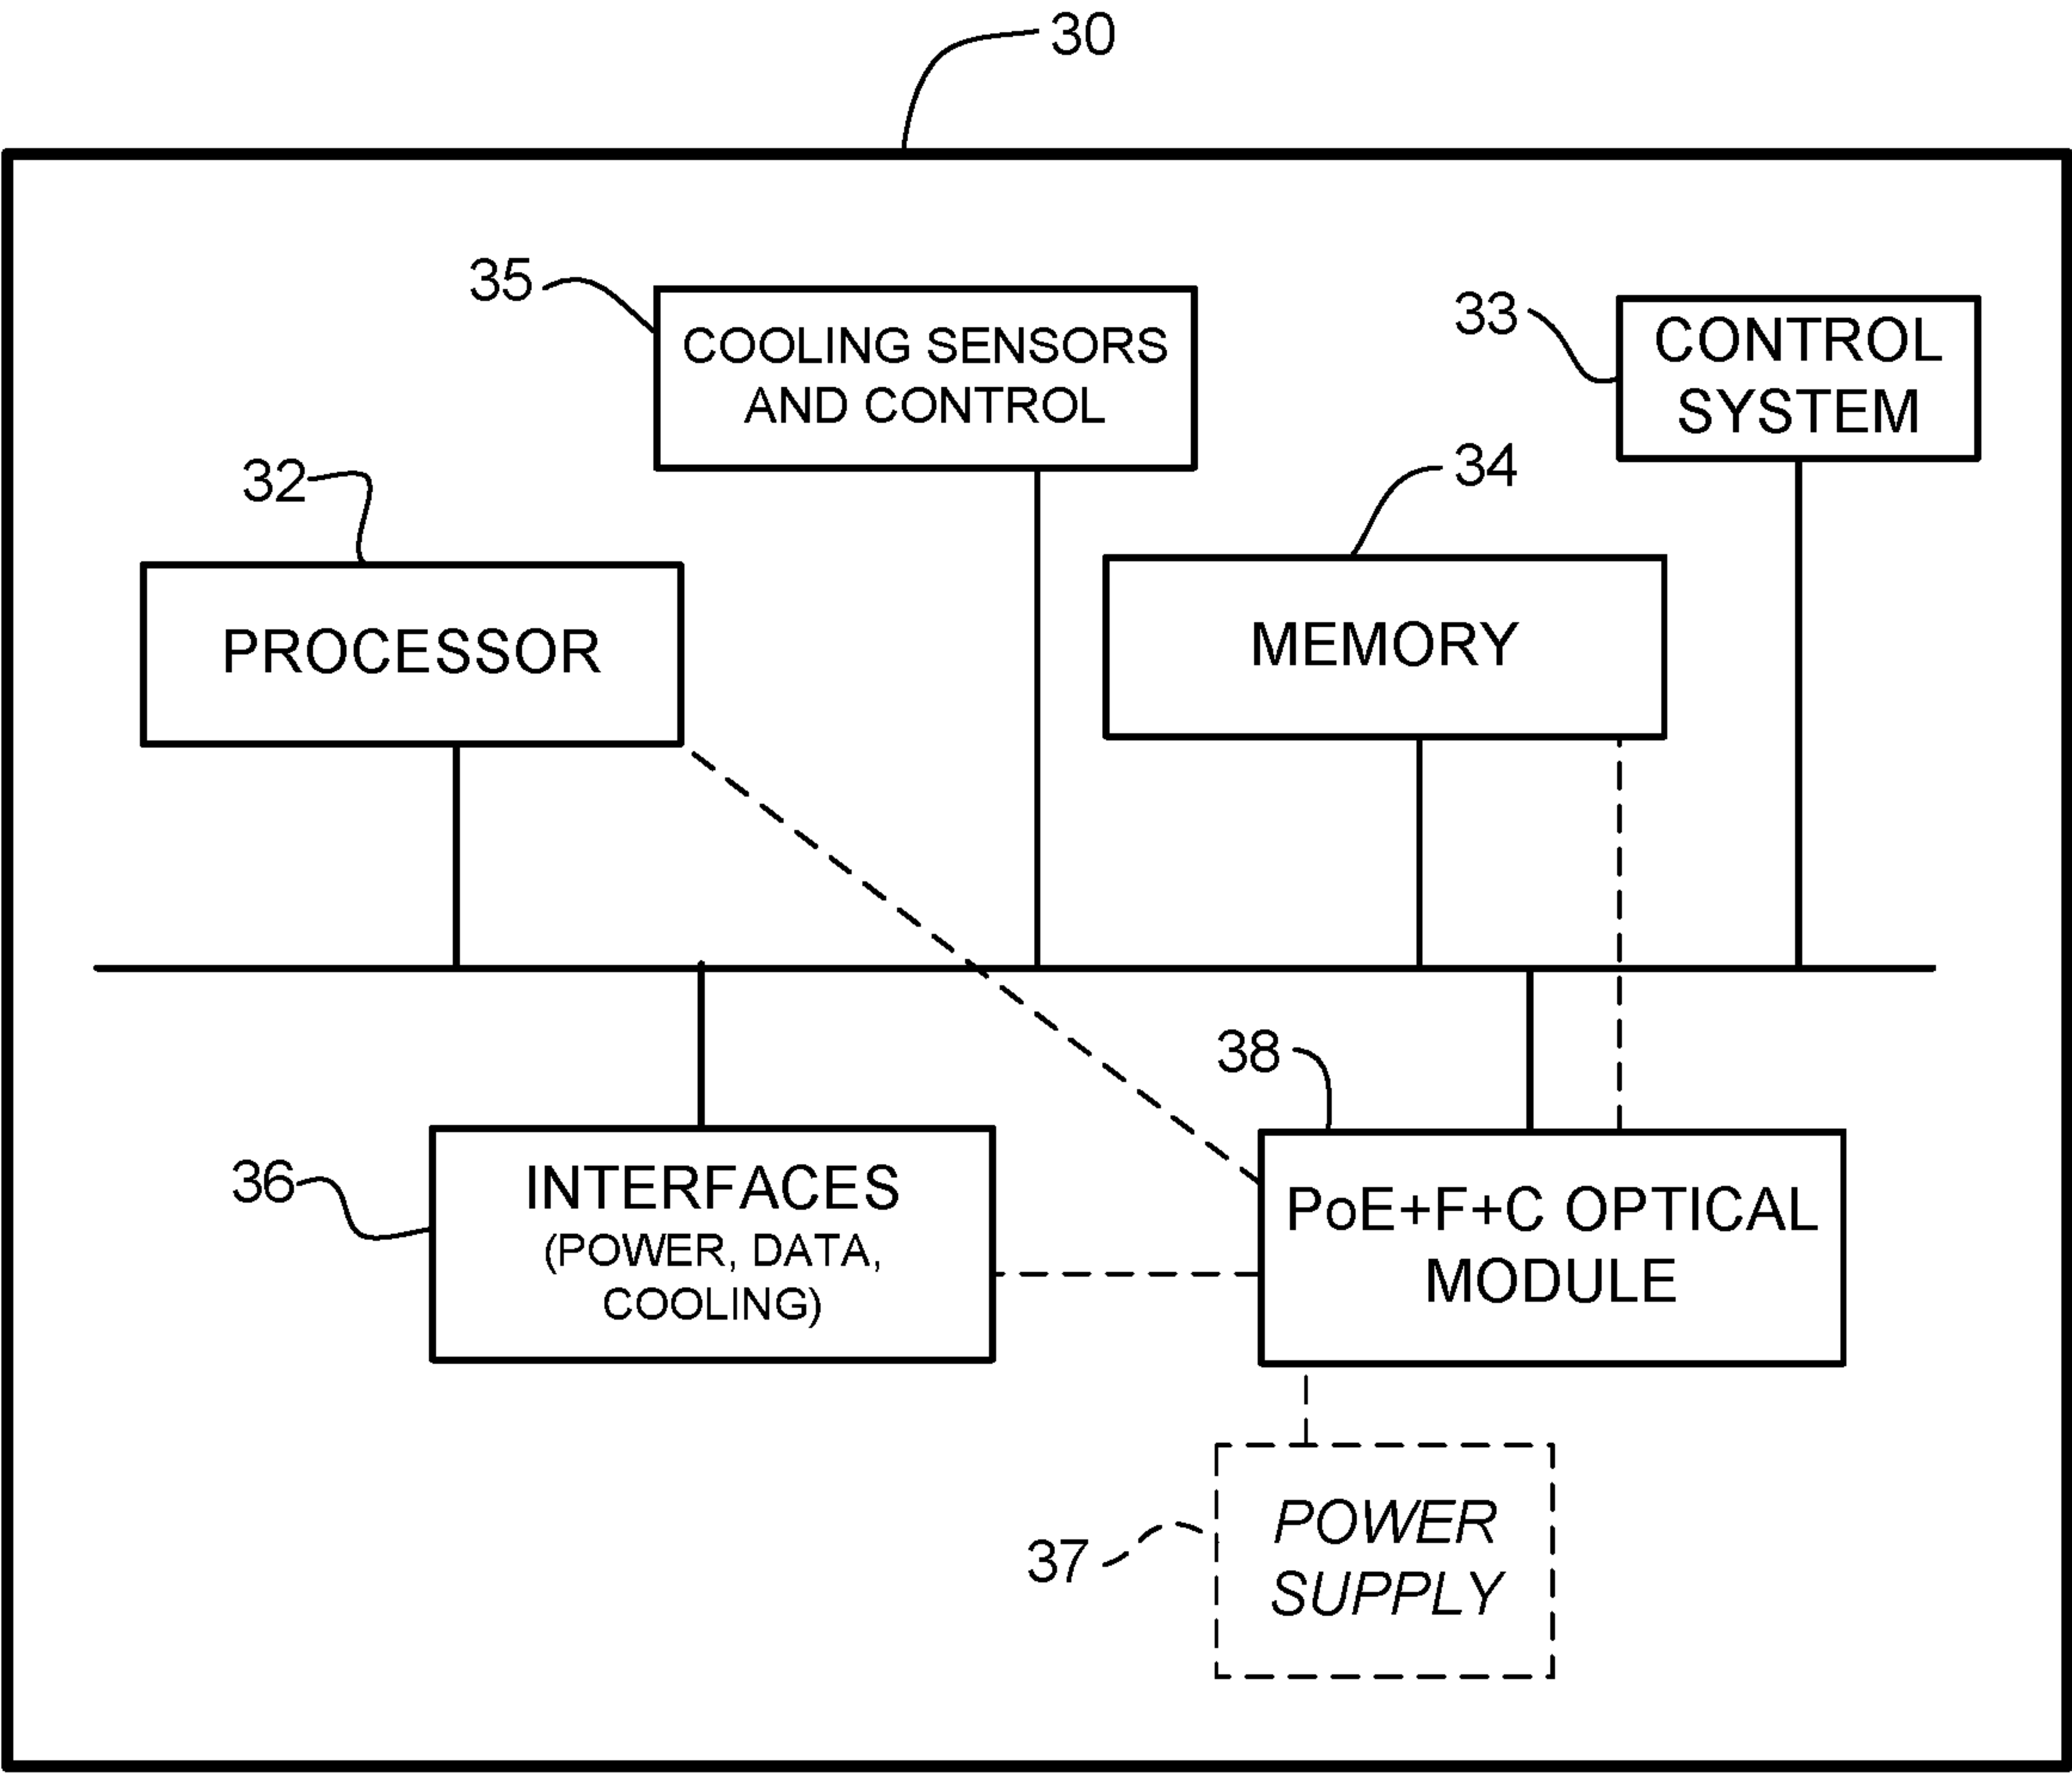 30
35
COOLING SENSORS
AND CONTROL
33
CONTROL
SYSTEM
32
PROCESSOR
34
MEMORY
38
36
INTERFACES
(POWER, DATA,
COOLING)
PoE+F+C OPTICAL
MODULE
37
POWER
SUPPLY